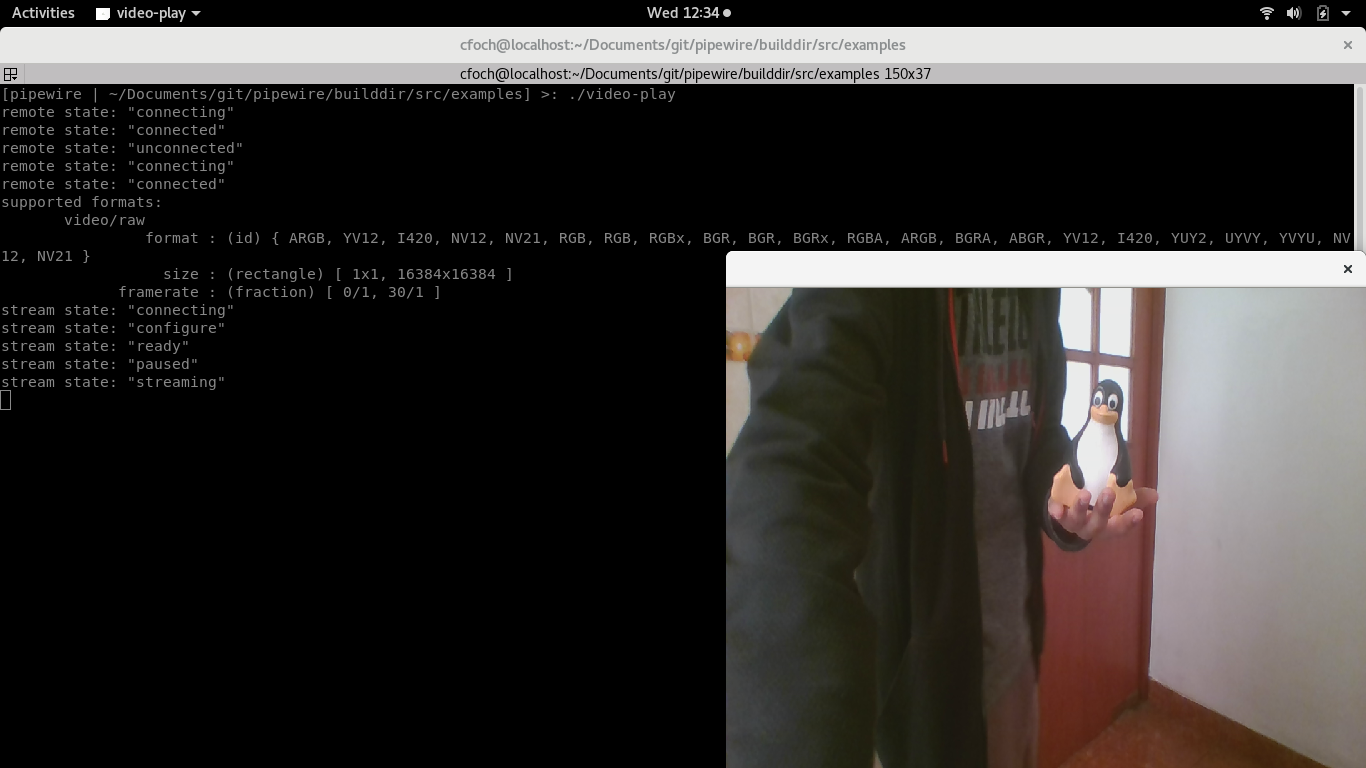 Activities video-play Wed 12:34
cfoch@localhost:~/Documents/git/pipewire/builddir/src/examples
cfoch@localhost:~/Documents/git/pipewire/builddir/src/examples 150x37
[pipewire | ~/Documents/git/pipewire/builddir/src/examples] >: ./video-play
remote state: "connecting"
remote state: "connected"
remote state: "unconnected"
remote state: "connecting"
remote state: "connected"
supported formats:
video/raw
format : (id) { ARGB, YV12, I420, NV12, NV21, RGB, RGB, RGBx, BGR, BGR, BGRx, RGBA, ARGB, BGRA, ABGR, YV12, I420, YUY2, UYVY, YVYU, NV
12, NV21 }
size : (rectangle) [ 1x1, 16384x16384 ]
framerate : (fraction) [ 0/1, 30/1 ]
stream state: "connecting"
stream state: "configure"
stream state: "ready"
stream state: "paused"
stream state: "streaming"